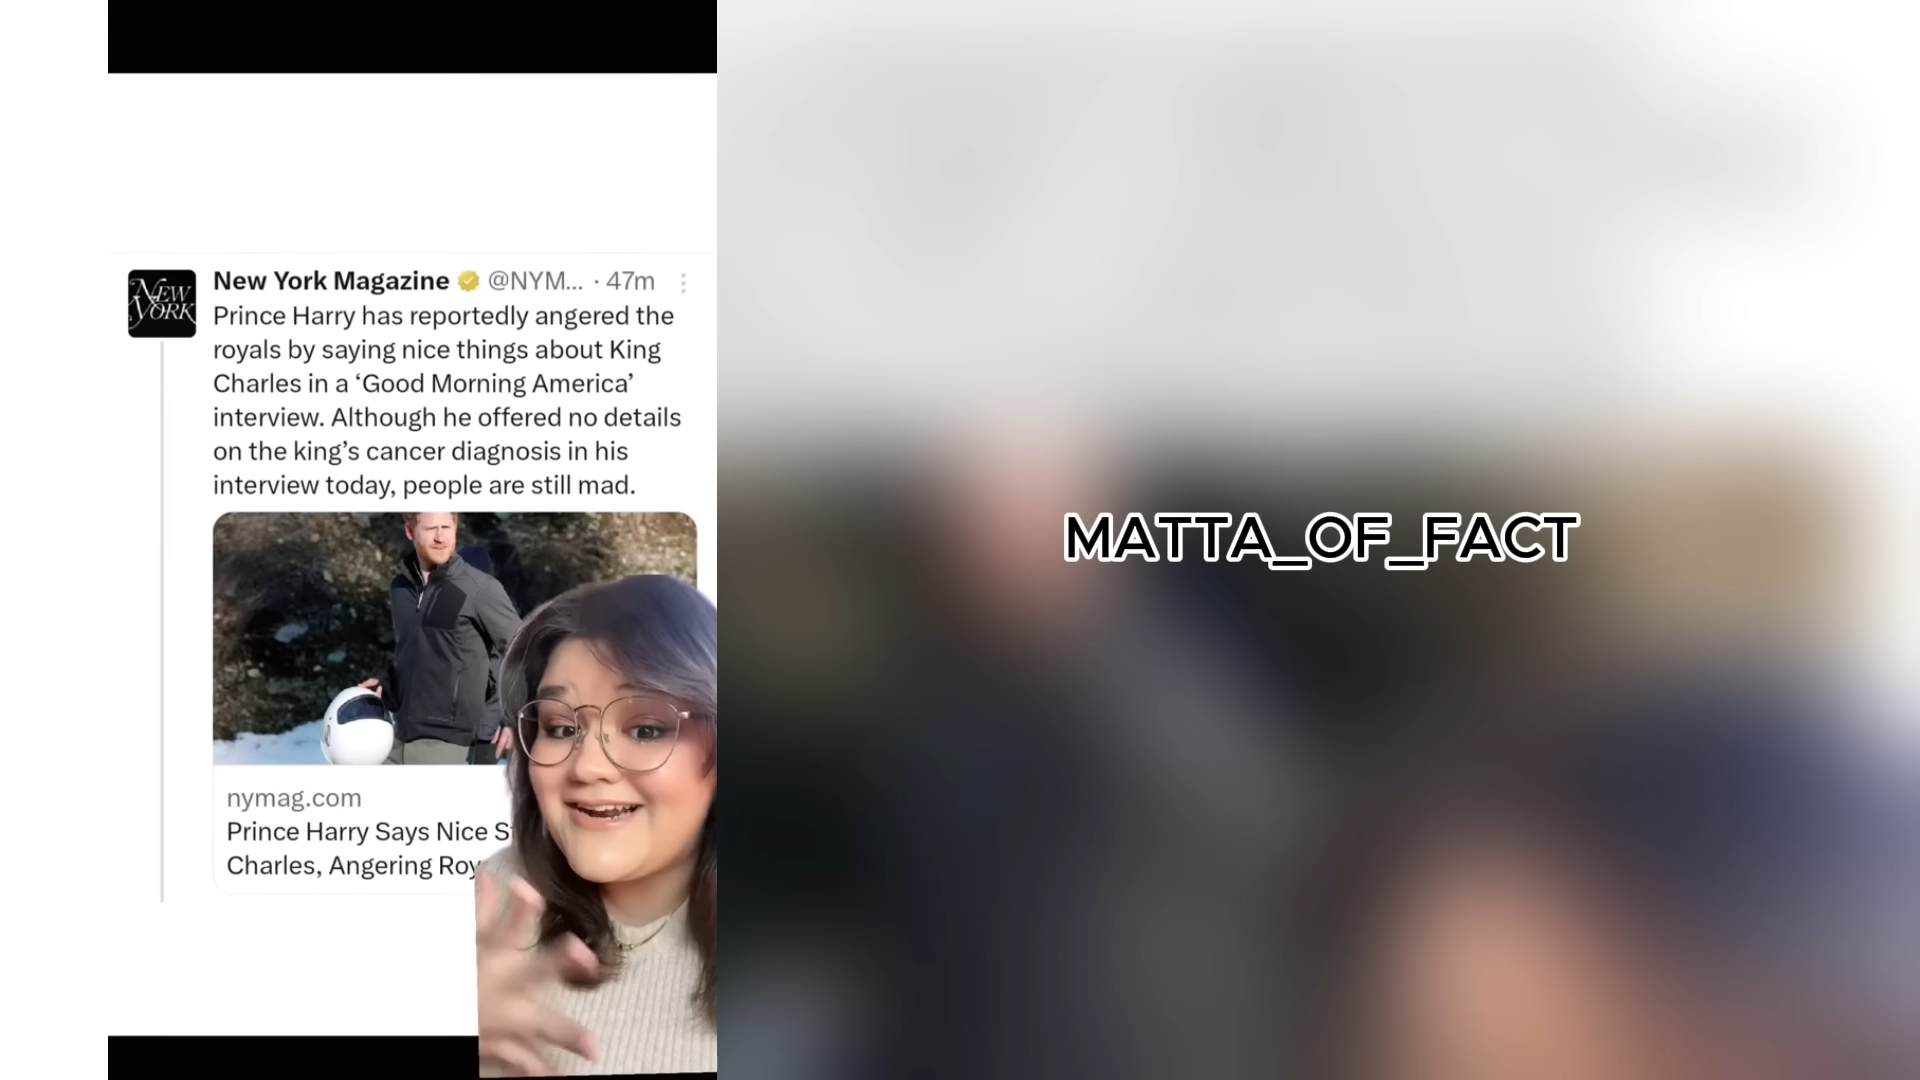 NEW
YORK
New York Magazine @NYM... · 47m
Prince Harry has reportedly angered the
royals by saying nice things about King
Charles in a ‘Good Morning America’
interview. Although he offered no details
on the king’s cancer diagnosis in his
interview today, people are still mad.
nymag.com
Prince Harry Says Nice
Charles, Angering
MATTA_OF_FACT